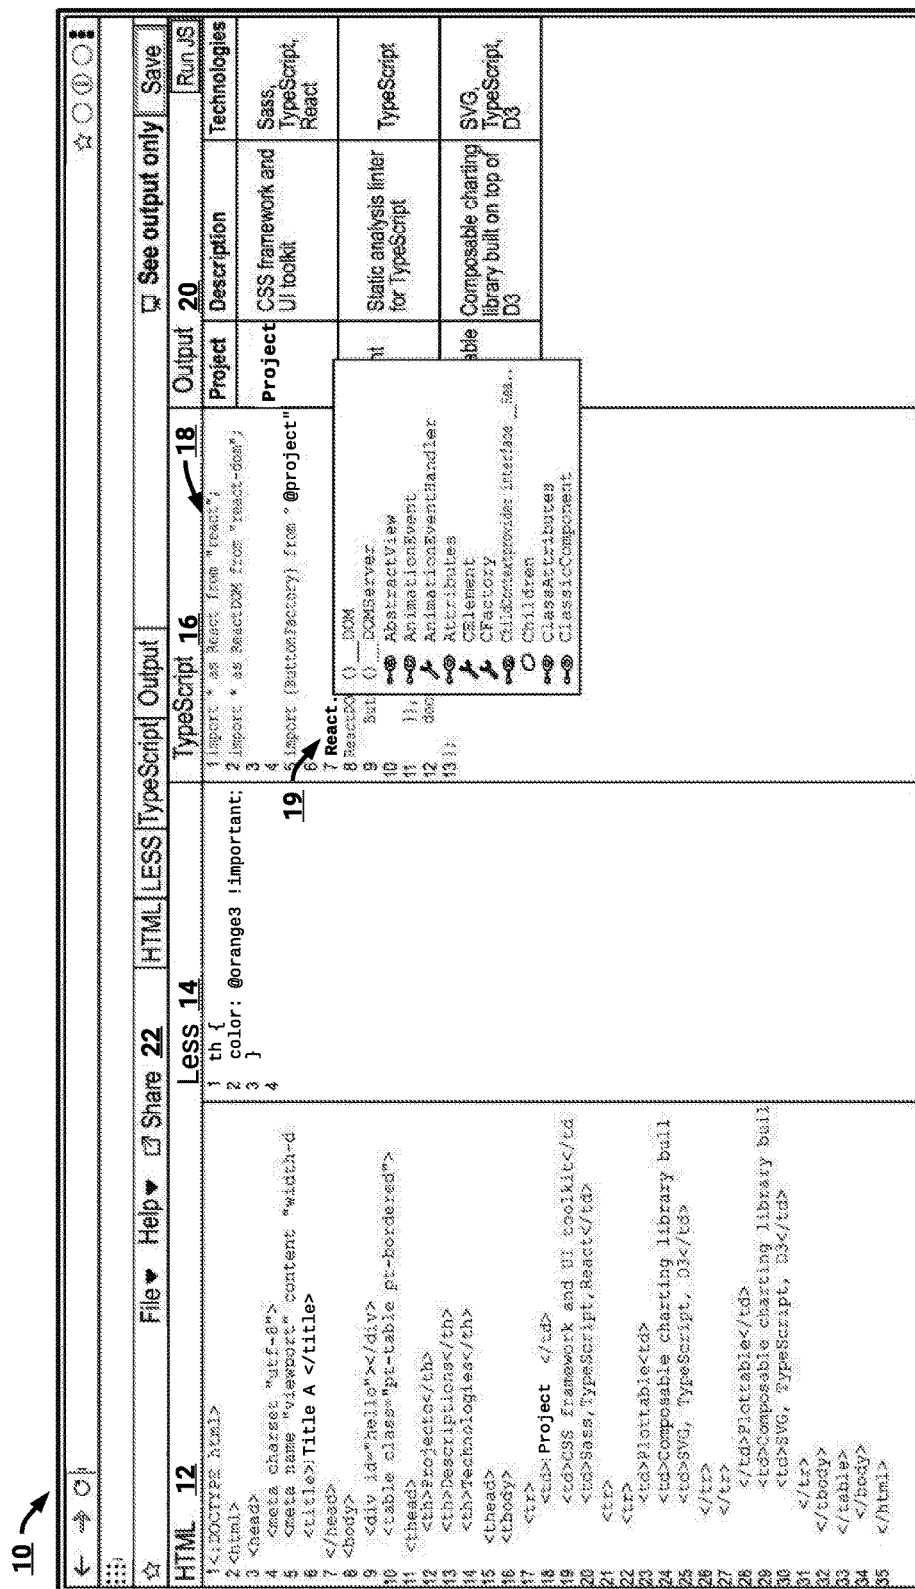 10
File Help Share 22 HTML LESS TypeScript Output See output only Save
HTML 12
1 <!DOCTYPE html>
2 <html>
3 <head>
4 <meta charset "utf-8">
5 <meta name "viewport" content "width-d
6 <title>Title A </title>
7 </head>
8 <body>
9 <div id="hello"></div>
10 <table class="pt-table pt-bordered">
11 <thead>
12 <th>Projects</th>
13 <th>Descriptions</th>
14 <th>Technologies</th>
15 <thead>
16 <tbody>
17 <tr>
18 <td>Project </td>
19 <td>CSS framework and UI toolkit</td
20 <td>Sass,TypeScript,React</td>
21 <tr>
22 <tr>
23 <td>Plottable<td>
24 <td>Composable charting library buil
25 <td>SVG, TypeScript, D3</td>
26 </tr>
27 </tr>
28 </td>Plottable</td>
29 <td>Composable charting library buil
30 <td>SVG, TypeScript, D3</td>
31 </tr>
32 </tbody>
33 </table>
34 </body>
35 </html>
Less 14
1 th {
2 color: @orange3 !important;
3 }
4
TypeScript 16
18
1 import * as React from "react";
2 import * as ReactDOM from "react-dom";
3
4
5 import {ButtonFactory} from "@project"
6
7 React.
19
8 ReactDO
9 But
10
11 });
12 doc
13 });
() __DOM
() __DOMServer
AbstractView
AnimationEvent
AnimationEventHandler
Attributes
CElement
CFactory
ChildContextprovider interface __Rea..
Children
ClassAttributes
ClassicComponent
Output 20
Run JS
Project Description Technologies
Project CSS framework and UI toolkit Sass, TypeScript, React
nt Static analysis linter for TypeScript TypeScript
able Composable charting library built on top of D3 SVG, TypeScript, D3